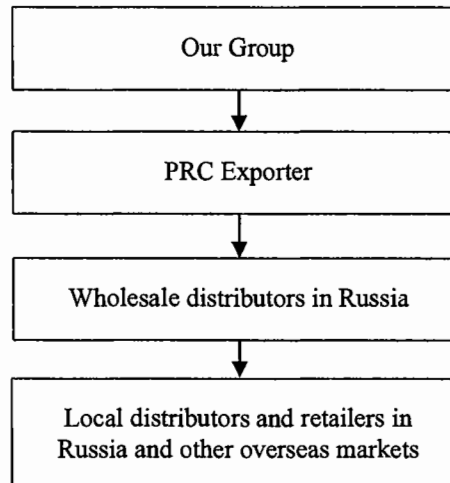 Our Group
PRC Exporter
Wholesale distributors in Russia
Local distributors and retailers in
Russia and other overseas markets